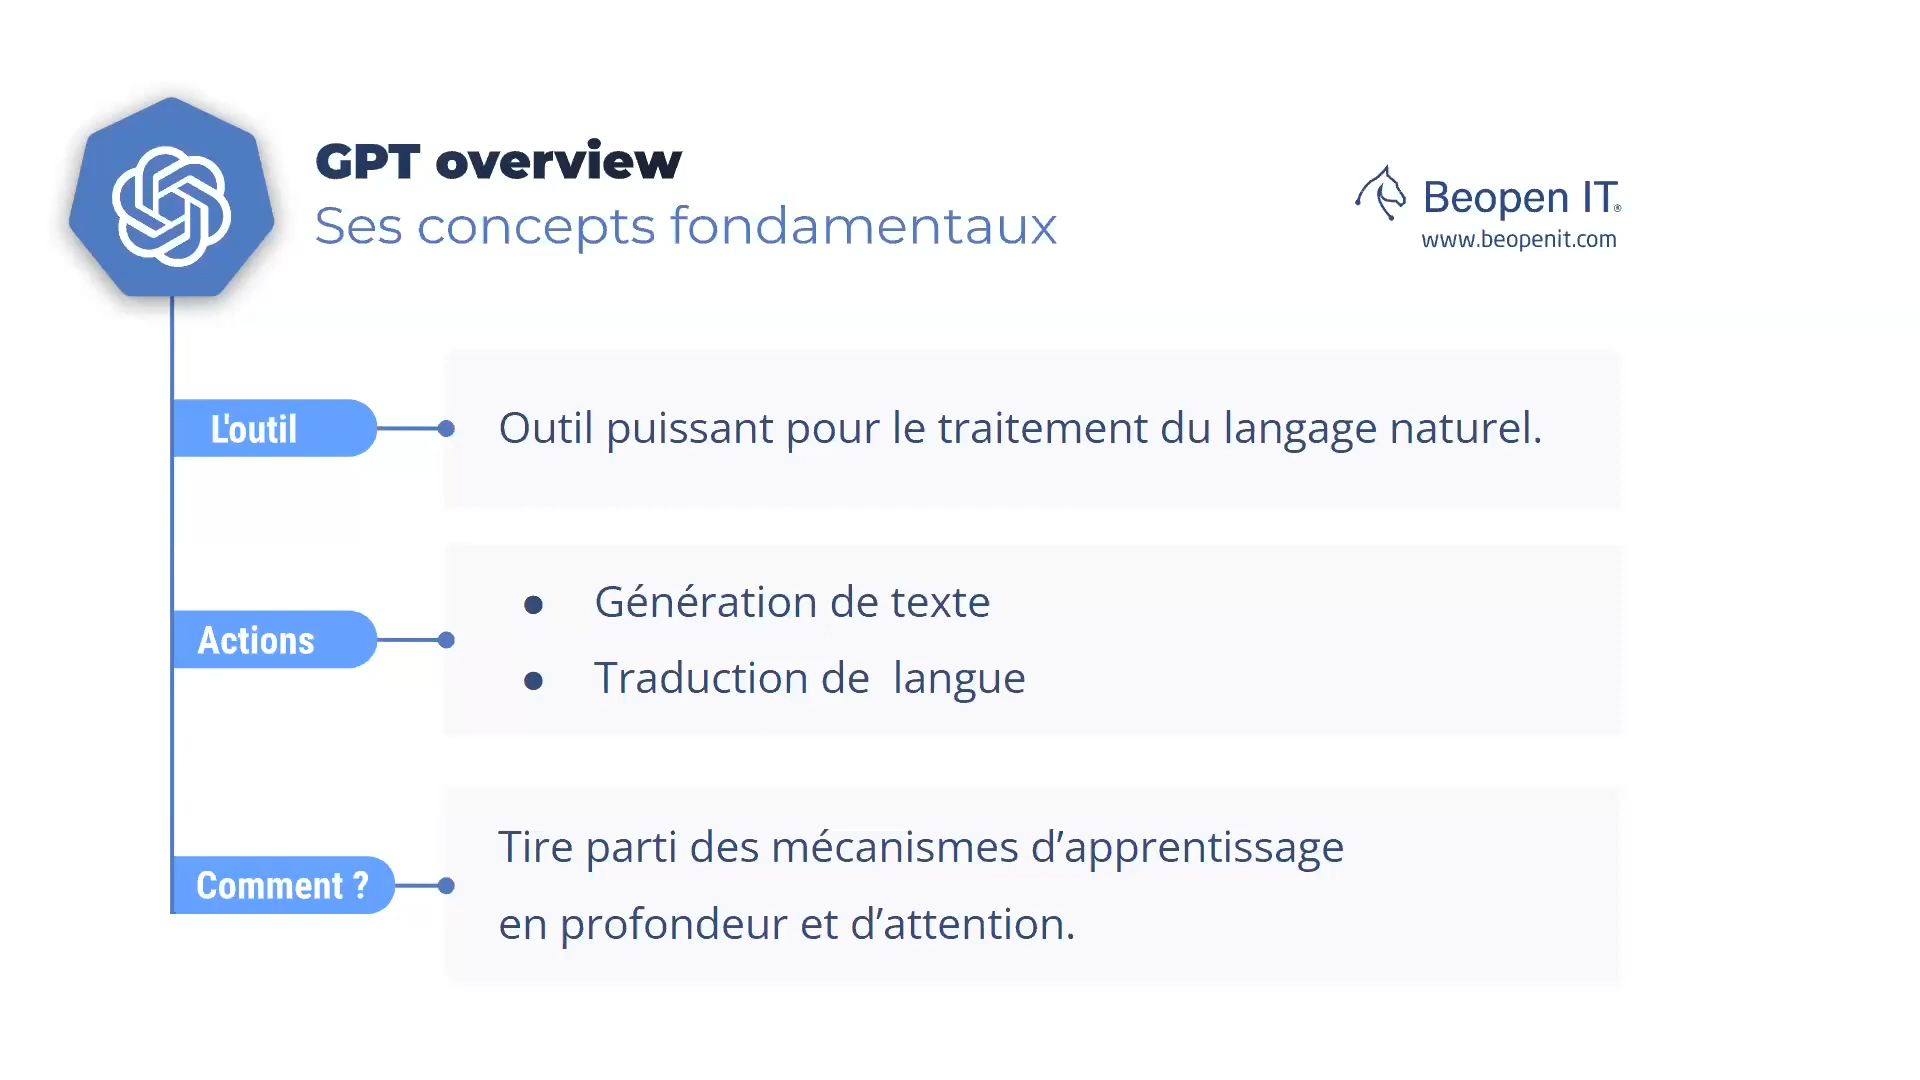 GPT overview
Ses concepts fondamentaux
Beopen IT®
www.beopenit.com
L'outil
Outil puissant pour le traitement du langage naturel.
Actions
● Génération de texte
● Traduction de  langue
Comment ?
Tire parti des mécanismes d’apprentissage
en profondeur et d’attention.